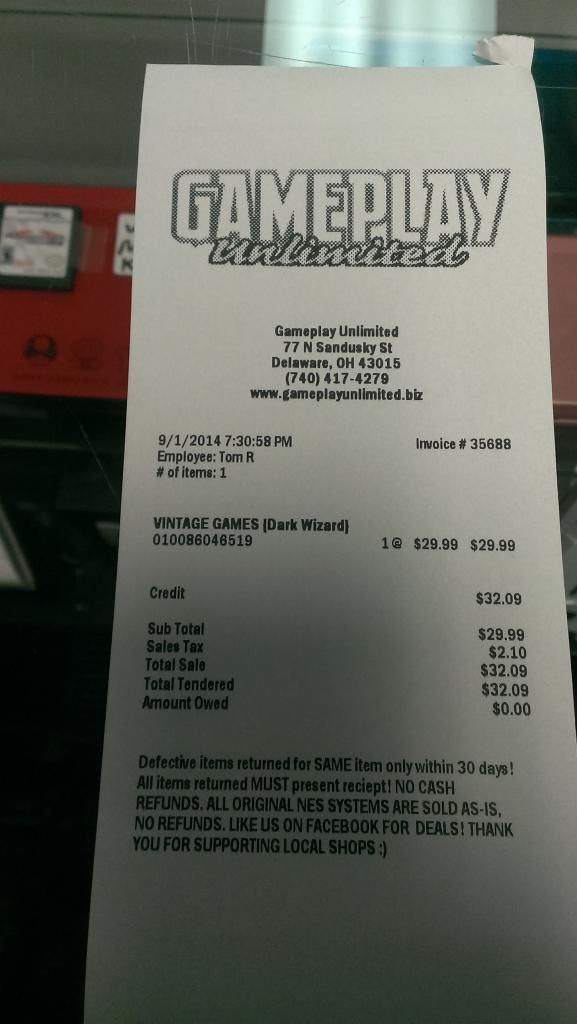 GAMEPLAY
Unlimited
Gameplay Unlimited
77 N Sandusky St
Delaware, OH 43015
(740) 417-4279
www.gameplayunlimited.biz
9/1/2014 7:30:58 PM Invoice # 35688
Employee: Tom R
# of items: 1
VINTAGE GAMES {Dark Wizard}
010086046519 1 @ $29.99 $29.99
Credit $32.09
Sub Total $29.99
Sales Tax $2.10
Total Sale $32.09
Total Tendered $32.09
Amount Owed $0.00
Defective items returned for SAME item only within 30 days!
All items returned MUST present reciept! NO CASH
REFUNDS. ALL ORIGINAL NES SYSTEMS ARE SOLD AS-IS,
NO REFUNDS. LIKE US ON FACEBOOK FOR DEALS! THANK
YOU FOR SUPPORTING LOCAL SHOPS :)